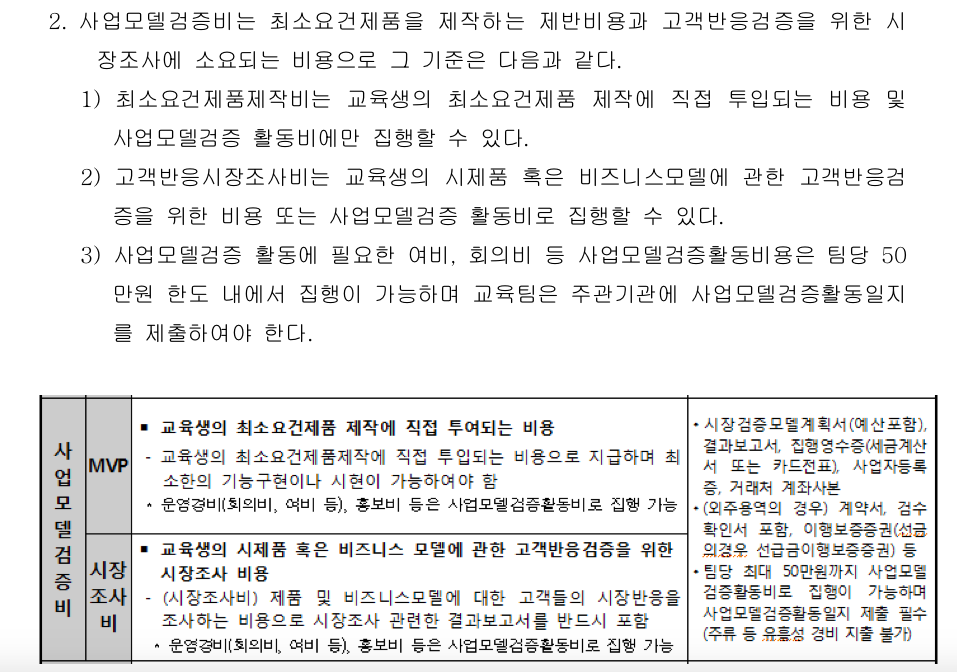 2. 사업모델검증비는 최소요건제품을 제작하는 제반비용과 고객반응검증을 위한 시
장조사에 소요되는 비용으로 그 기준은 다음과 같다.
1) 최소요건제품제작비는 교육생의 최소요건제품 제작에 직접 투입되는 비용 및
사업모델검증 활동비에만 집행할 수 있다.
2) 고객반응시장조사비는 교육생의 시제품 혹은 비즈니스모델에 관한 고객반응검
증을 위한 비용 또는 사업모델검증 활동비로 집행할 수 있다.
3) 사업모델검증 활동에 필요한 여비, 회의비 등 사업모델검증활동비용은 팀당 50
만원 한도 내에서 집행이 가능하며 교육팀은 주관기관에 사업모델검증활동일지
를 제출하여야 한다.
사업모델검증비
MVP
▪ 교육생의 최소요건제품 제작에 직접 투여되는 비용
- 교육생의 최소요건제품제작에 직접 투입되는 비용으로 지급하며 최
소한의 기능구현이나 시현이 가능하여야 함
* 운영경비(회의비, 여비 등), 홍보비 등은 사업모델검증활동비로 집행 가능
시장
조사
비
▪ 교육생의 시제품 혹은 비즈니스 모델에 관한 고객반응검증을 위한
시장조사 비용
- (시장조사비) 제품 및 비즈니스모델에 대한 고객들의 시장반응을
조사하는 비용으로 시장조사 관련한 결과보고서를 반드시 포함
* 운영경비(회의비, 여비 등), 홍보비 등은 사업모델검증활동비로 집행 가능
• 시장검증모델계획서(예산포함),
결과보고서, 집행영수증(세금계산
서 또는 카드전표), 사업자등록
증, 거래처 계좌사본
• (외주용역의 경우) 계약서, 검수
확인서 포함, 이행보증증권(선금
의경우 선급금이행보증증권) 등
• 팀당 최대 50만원까지 사업모델
검증활동비로 집행이 가능하며
사업모델검증활동일지 제출 필수
(주류 등 유흥성 경비 지출 불가)